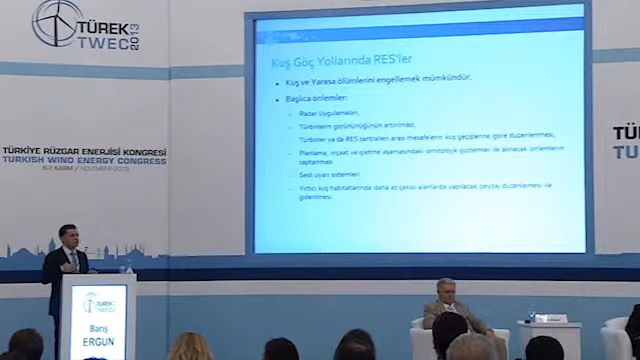 TÜREK
TWEC
2013
TÜRKİYE RÜZGAR ENERJİSİ KONGRESİ
TURKISH WIND ENERGY CONGRESS
6-7 KASIM / NOVEMBER-2013
Kuş Göç Yollarında RES'ler
Kuş ve Yarasa ölümlerini engellemek mümkündür.
Başlıca önlemler:
Radar Uygulamaları,
Türbinlerin görünürlüğünün artırılması,
Türbinler ya da RES santralleri arası mesafelerin kuş geçişlerine göre düzenlenmesi,
Planlama, inşaat ve işletme aşamasındaki ornitolojik gözlemler ile alınacak önlemlerin
saptanması
Sesli uyarı sistemleri
Yırtıcı kuş habitatlarında daha az çekici alanlarda yapılacak peyzaj düzenlemesi ile
giderilmesi.
TÜ
TU
TÜREK
TWEC
Barış
ERGUN